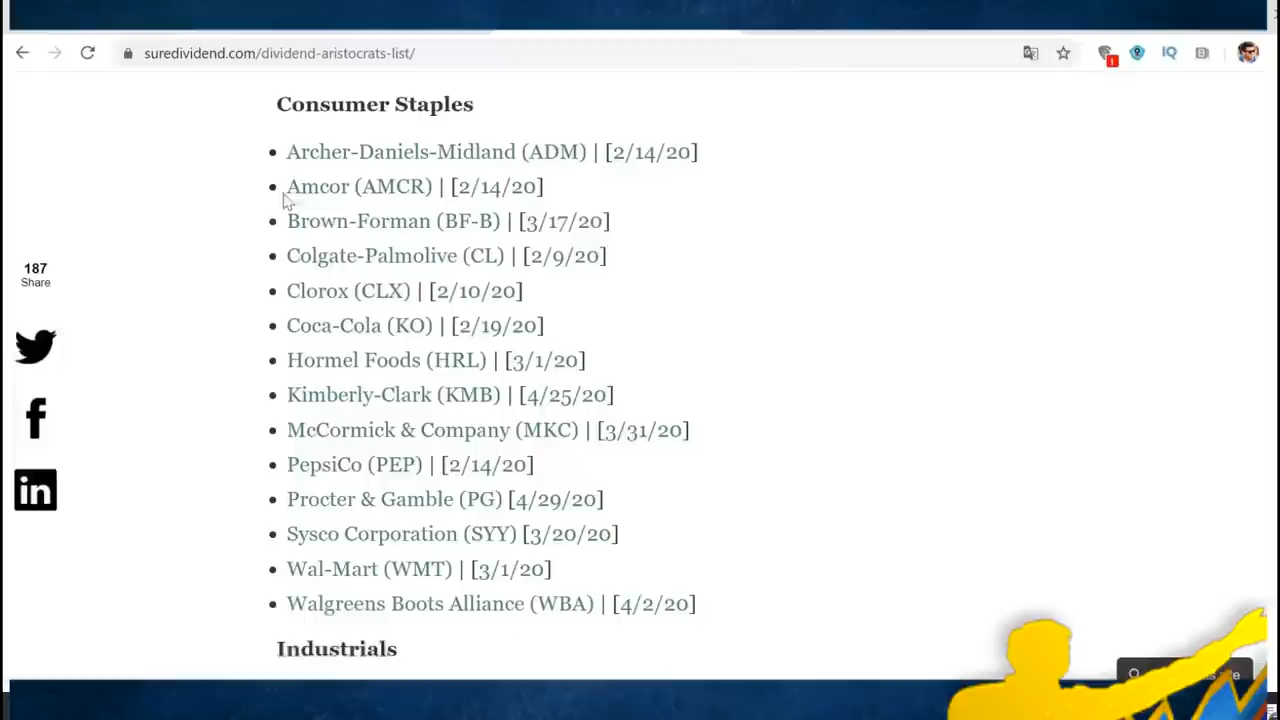 suredividend.com/dividend-aristocrats-list/
1
IQ
Consumer Staples
Archer-Daniels-Midland (ADM) | [2/14/20]
Amcor (AMCR) | [2/14/20]
Brown-Forman (BF-B) | [3/17/20]
Colgate-Palmolive (CL) | [2/9/20]
187
Share
Clorox (CLX) | [2/10/20]
Coca-Cola (KO) | [2/19/20]
Hormel Foods (HRL) | [3/1/20]
Kimberly-Clark (KMB) | [4/25/20]
McCormick & Company (MKC) | [3/31/20]
PepsiCo (PEP) | [2/14/20]
in
Procter & Gamble (PG) [4/29/20]
Sysco Corporation (SYY) [3/20/20]
Wal-Mart (WMT) | [3/1/20]
Walgreens Boots Alliance (WBA) | [4/2/20]
Industrials